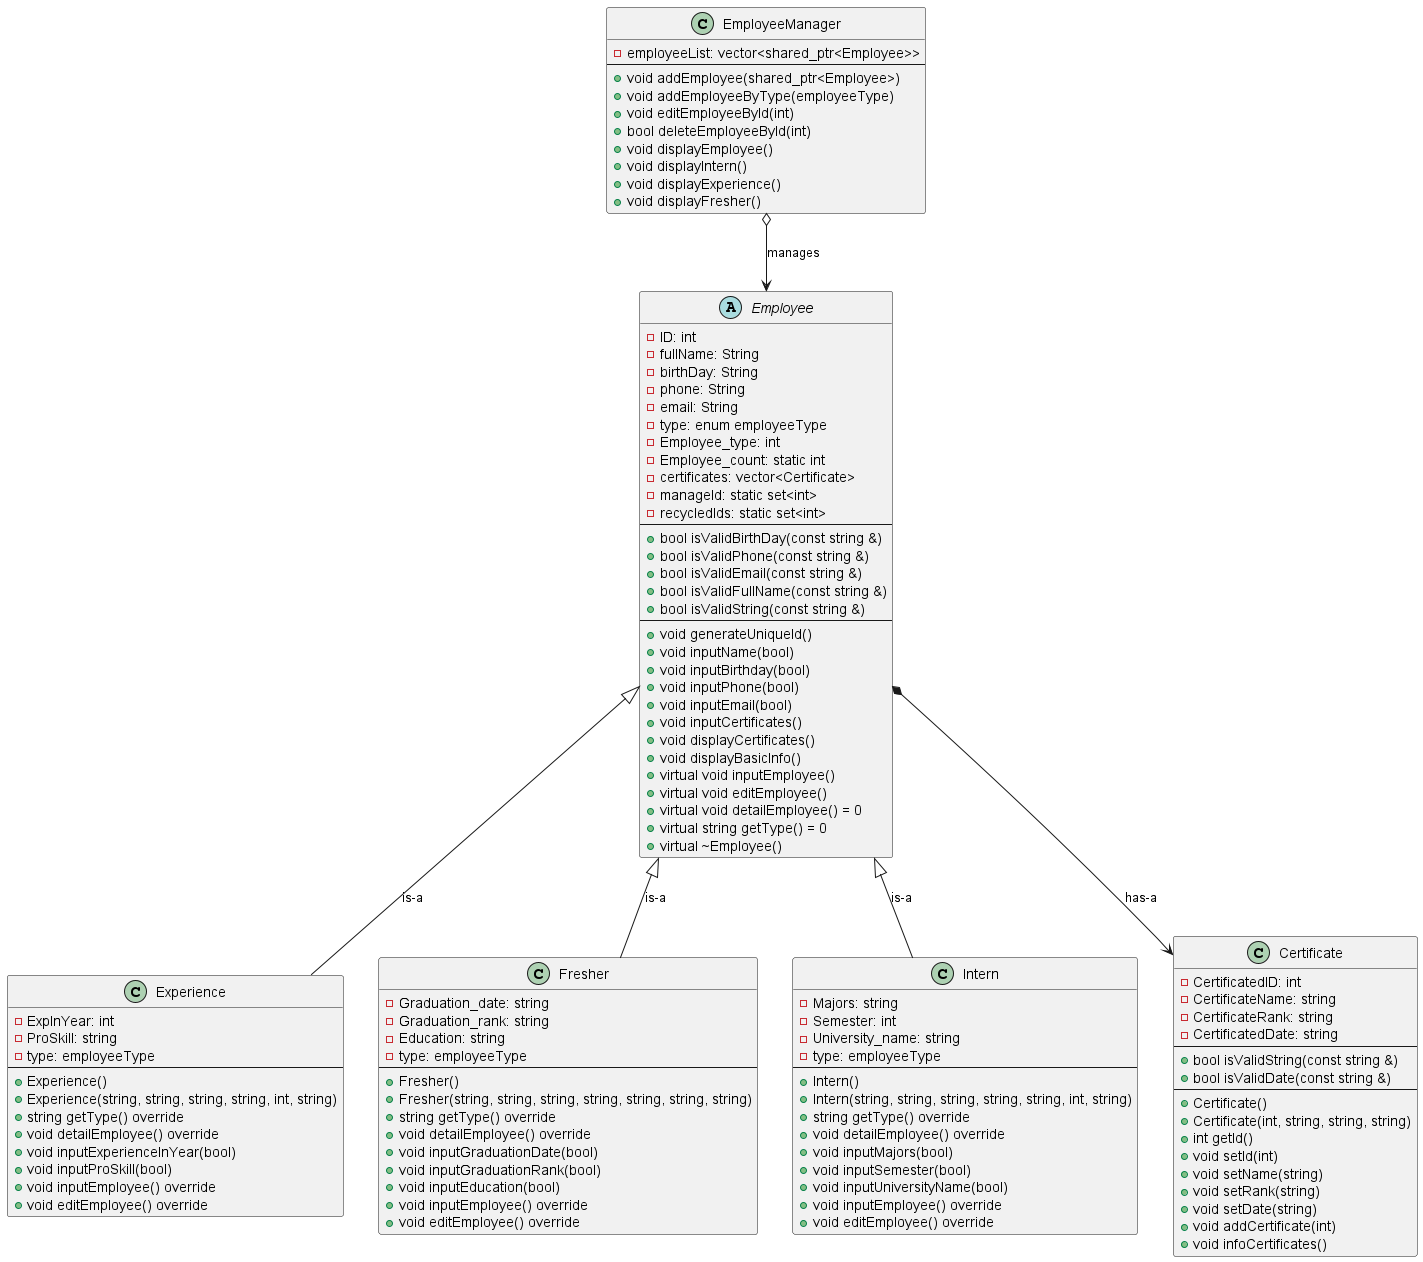 C EmployeeManager
employeeList: vector<shared_ptr<Employee>>
void addEmployee(shared_ptr<Employee>)
void addEmployeeByType(employeeType)
void editEmployeeById(int)
bool deleteEmployeeById(int)
void displayEmployee()
void displayIntern()
void displayExperience()
void displayFresher()
manages
A Employee
ID: int
fullName: String
birthDay: String
phone: String
email: String
type: enum employeeType
Employee_type: int
Employee_count: static int
certificates: vector<Certificate>
manageId: static set<int>
recycledIds: static set<int>
bool isValidBirthDay(const string &)
bool isValidPhone(const string &)
bool isValidEmail(const string &)
bool isValidFullName(const string &)
bool isValidString(const string &)
void generateUniqueId()
void inputName(bool)
void inputBirthday(bool)
void inputPhone(bool)
void inputEmail(bool)
void inputCertificates()
void displayCertificates()
void displayBasicInfo()
virtual void inputEmployee()
virtual void editEmployee()
virtual void detailEmployee() = 0
virtual string getType() = 0
virtual ~Employee()
is-a
is-a
is-a
has-a
C Experience
ExpInYear: int
ProSkill: string
type: employeeType
Experience()
Experience(string, string, string, string, int, string)
string getType() override
void detailEmployee() override
void inputExperienceInYear(bool)
void inputProSkill(bool)
void inputEmployee() override
void editEmployee() override
C Fresher
Graduation_date: string
Graduation_rank: string
Education: string
type: employeeType
Fresher()
Fresher(string, string, string, string, string, string, string)
string getType() override
void detailEmployee() override
void inputGraduationDate(bool)
void inputGraduationRank(bool)
void inputEducation(bool)
void inputEmployee() override
void editEmployee() override
C Intern
Majors: string
Semester: int
University_name: string
type: employeeType
Intern()
Intern(string, string, string, string, string, int, string)
string getType() override
void detailEmployee() override
void inputMajors(bool)
void inputSemester(bool)
void inputUniversityName(bool)
void inputEmployee() override
void editEmployee() override
C Certificate
CertificatedID: int
CertificateName: string
CertificateRank: string
CertificatedDate: string
bool isValidString(const string &)
bool isValidDate(const string &)
Certificate()
Certificate(int, string, string, string)
int getId()
void setId(int)
void setName(string)
void setRank(string)
void setDate(string)
void addCertificate(int)
void infoCertificates()